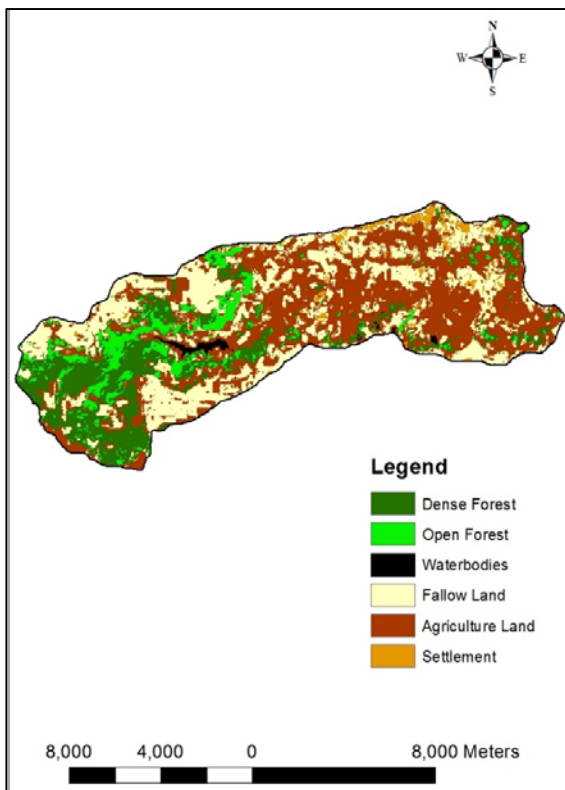 N
W E
S
Legend
Dense Forest
Open Forest
Waterbodies
Fallow Land
Agriculture Land
Settlement
8,000 4,000 0 8,000 Meters